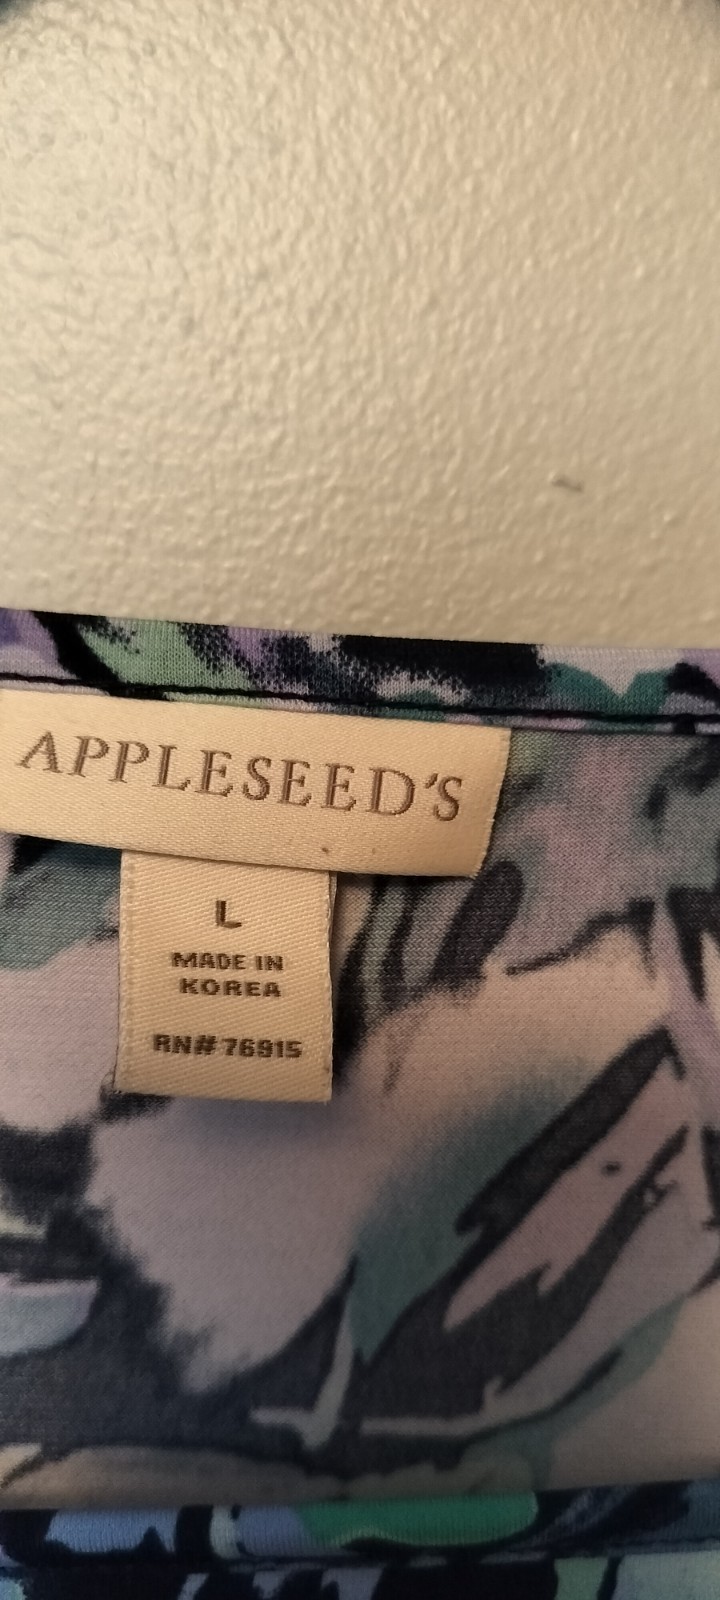 APPLESEED'S
L
MADE IN
KOREA
RN# 76915